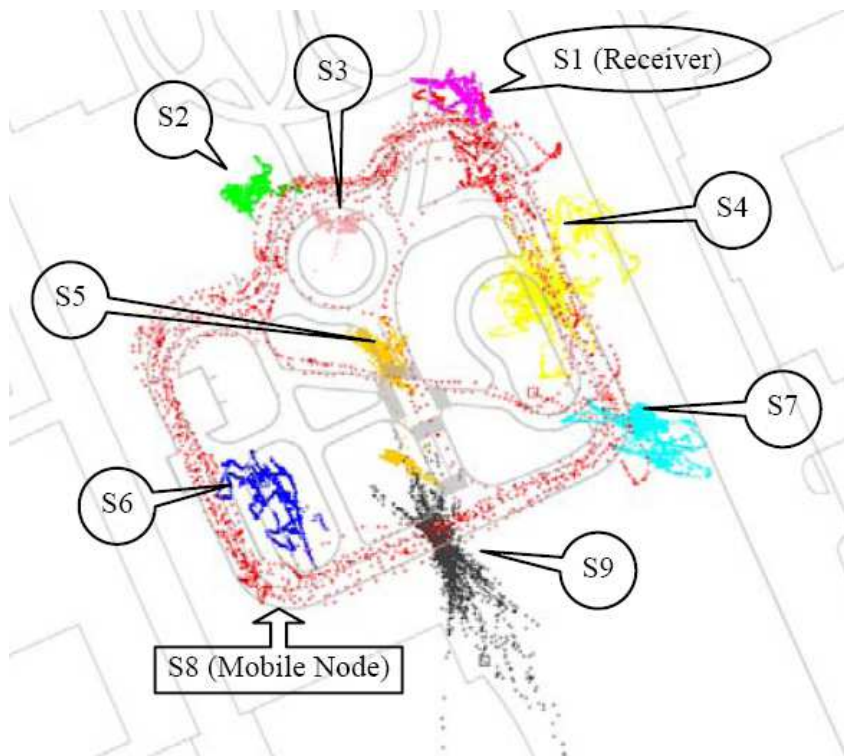 S1 (Receiver)
S3
S2
S4
S5
S7
S6
S9
S8 (Mobile Node)